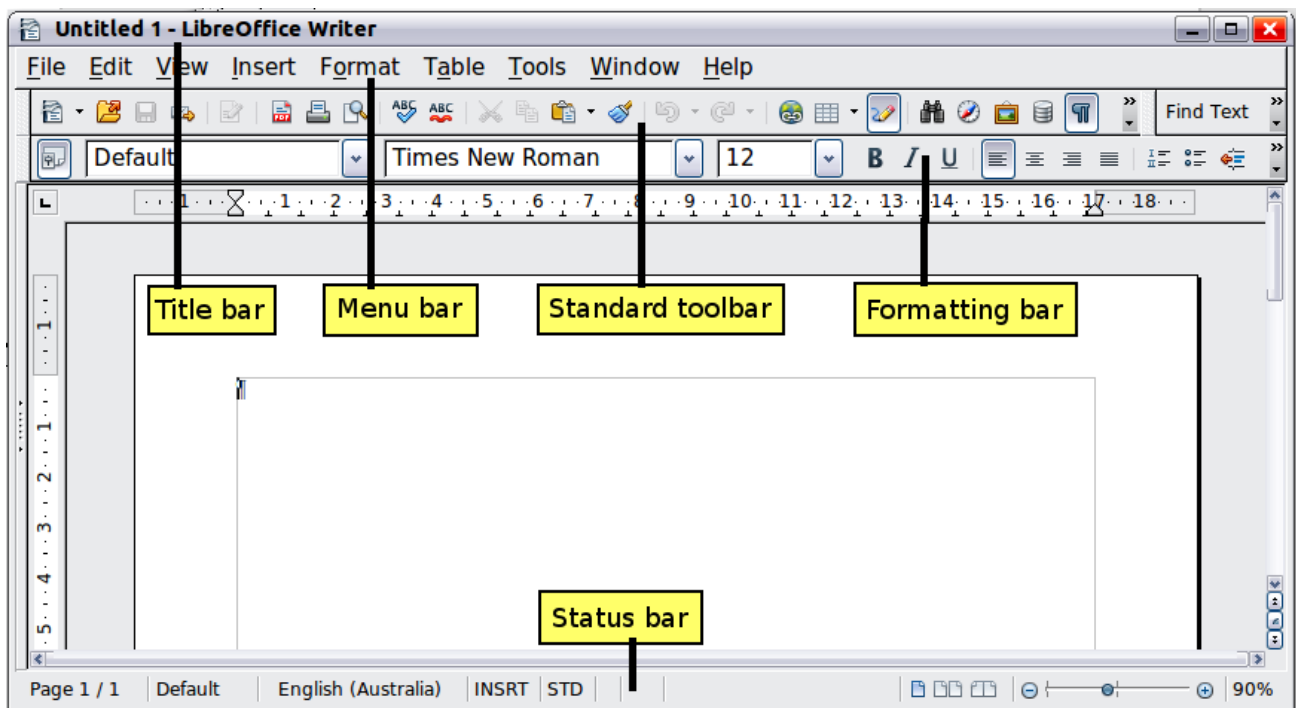 Untitled 1 - LibreOffice Writer
File Edit View Insert Format Table Tools Window Help
PDF ABC ABC Find Text
Default Times New Roman 12 B I U
1 1 2 3 4 5 6 7 8 9 10 11 12 13 14 15 16 17 18
Title bar Menu bar Standard toolbar Formatting bar
1
1
2
3
4
5
Status bar
Page 1 / 1 Default English (Australia) INSRT STD 90%